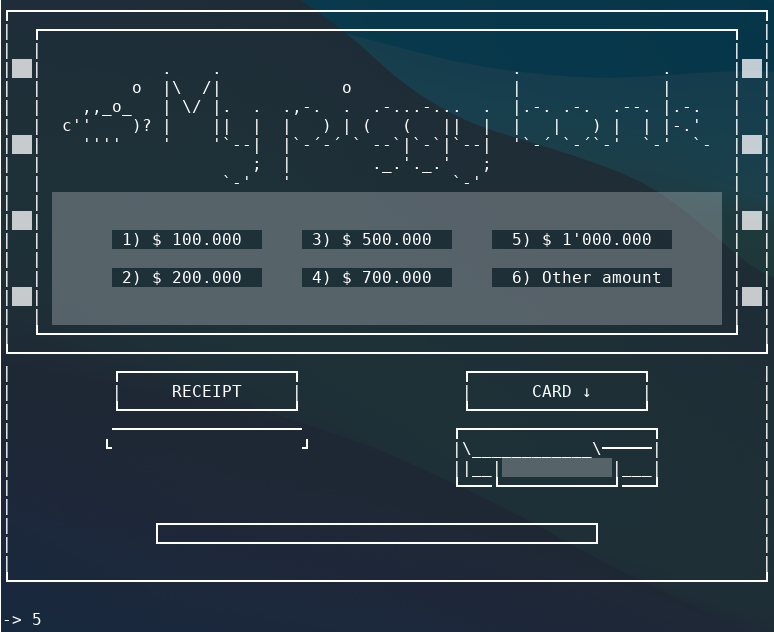 My piggy bank
1) $ 100.000 3) $ 500.000 5) $ 1'000.000
2) $ 200.000 4) $ 700.000 6) Other amount
RECEIPT CARD ↓
-> 5